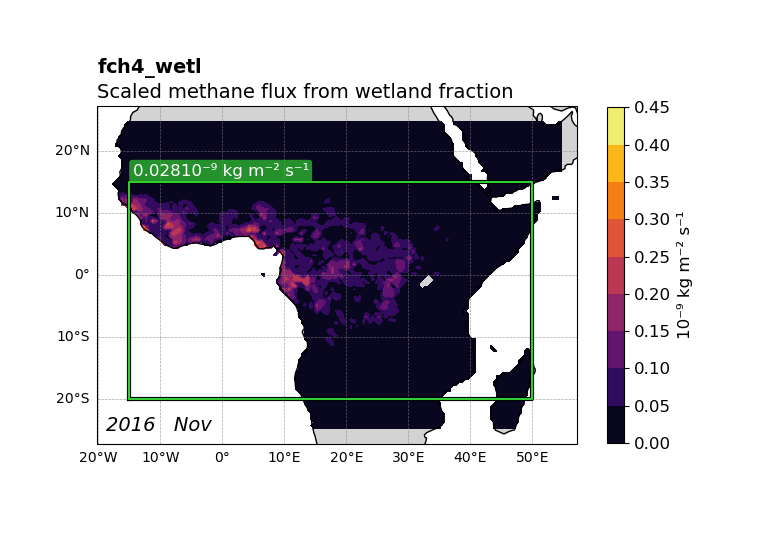 fch4_wetl
Scaled methane flux from wetland fraction
0.02810⁻⁹ kg m⁻² s⁻¹
20°N
10°N
0°
10°S
20°S
2016 Nov
20°W 10°W 0° 10°E 20°E 30°E 40°E 50°E
0.45
0.40
0.35
0.30
0.25
0.20
0.15
0.10
0.05
0.00
10⁻⁹ kg m⁻² s⁻¹